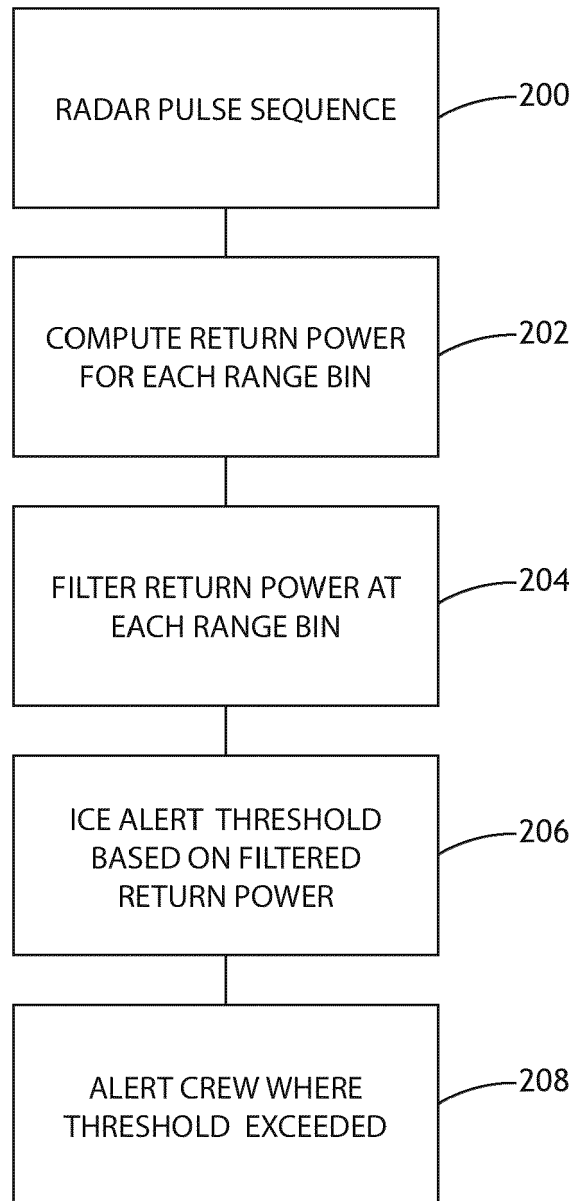 RADAR PULSE SEQUENCE
200
COMPUTE RETURN POWER
FOR EACH RANGE BIN
202
FILTER RETURN POWER AT
EACH RANGE BIN
204
ICE ALERT THRESHOLD
BASED ON FILTERED
RETURN POWER
206
ALERT CREW WHERE
THRESHOLD EXCEEDED
208